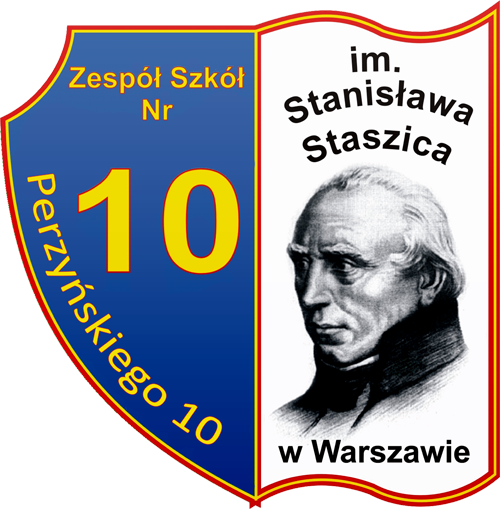 Zespół Szkół
Nr
10
Perzyńskiego 10
im.
Stanisława
Staszica
w Warszawie